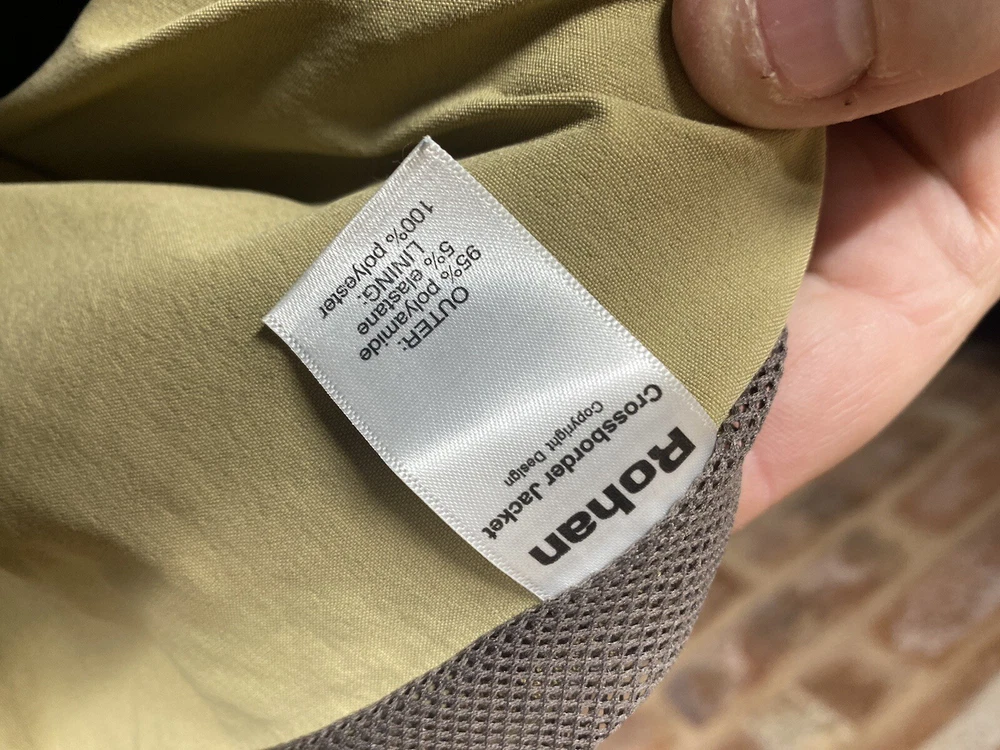 Rohan
Crossborder Jacket
Copyright Design
OUTER:
95% polyamide
5% elastane
LINING:
100% polyester